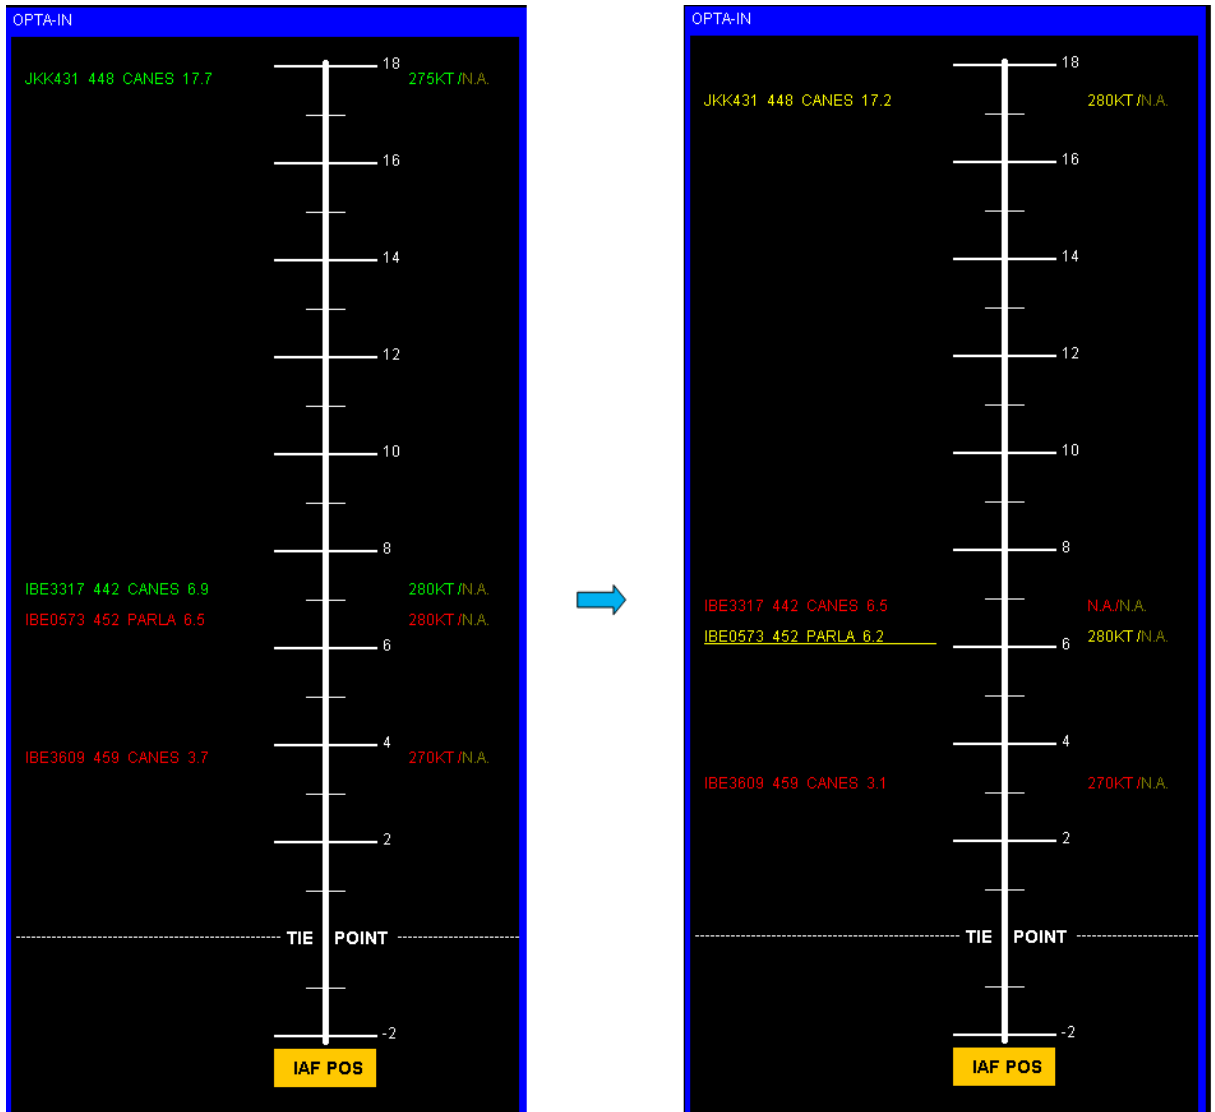 OPTA-IN
18
JKK431 448 CANES 17.7 275KT /N.A.
16
14
12
10
8
IBE3317 442 CANES 6.9 280KT /N.A.
IBE0573 452 PARLA 6.5 280KT /N.A.
6
4
IBE3609 459 CANES 3.7 270KT /N.A.
2
TIE POINT
-2
IAF POS
OPTA-IN
18
JKK431 448 CANES 17.2 280KT /N.A.
16
14
12
10
8
IBE3317 442 CANES 6.5 N.A./N.A.
IBE0573 452 PARLA 6.2 6 280KT /N.A.
4
IBE3609 459 CANES 3.1 270KT /N.A.
2
TIE POINT
-2
IAF POS